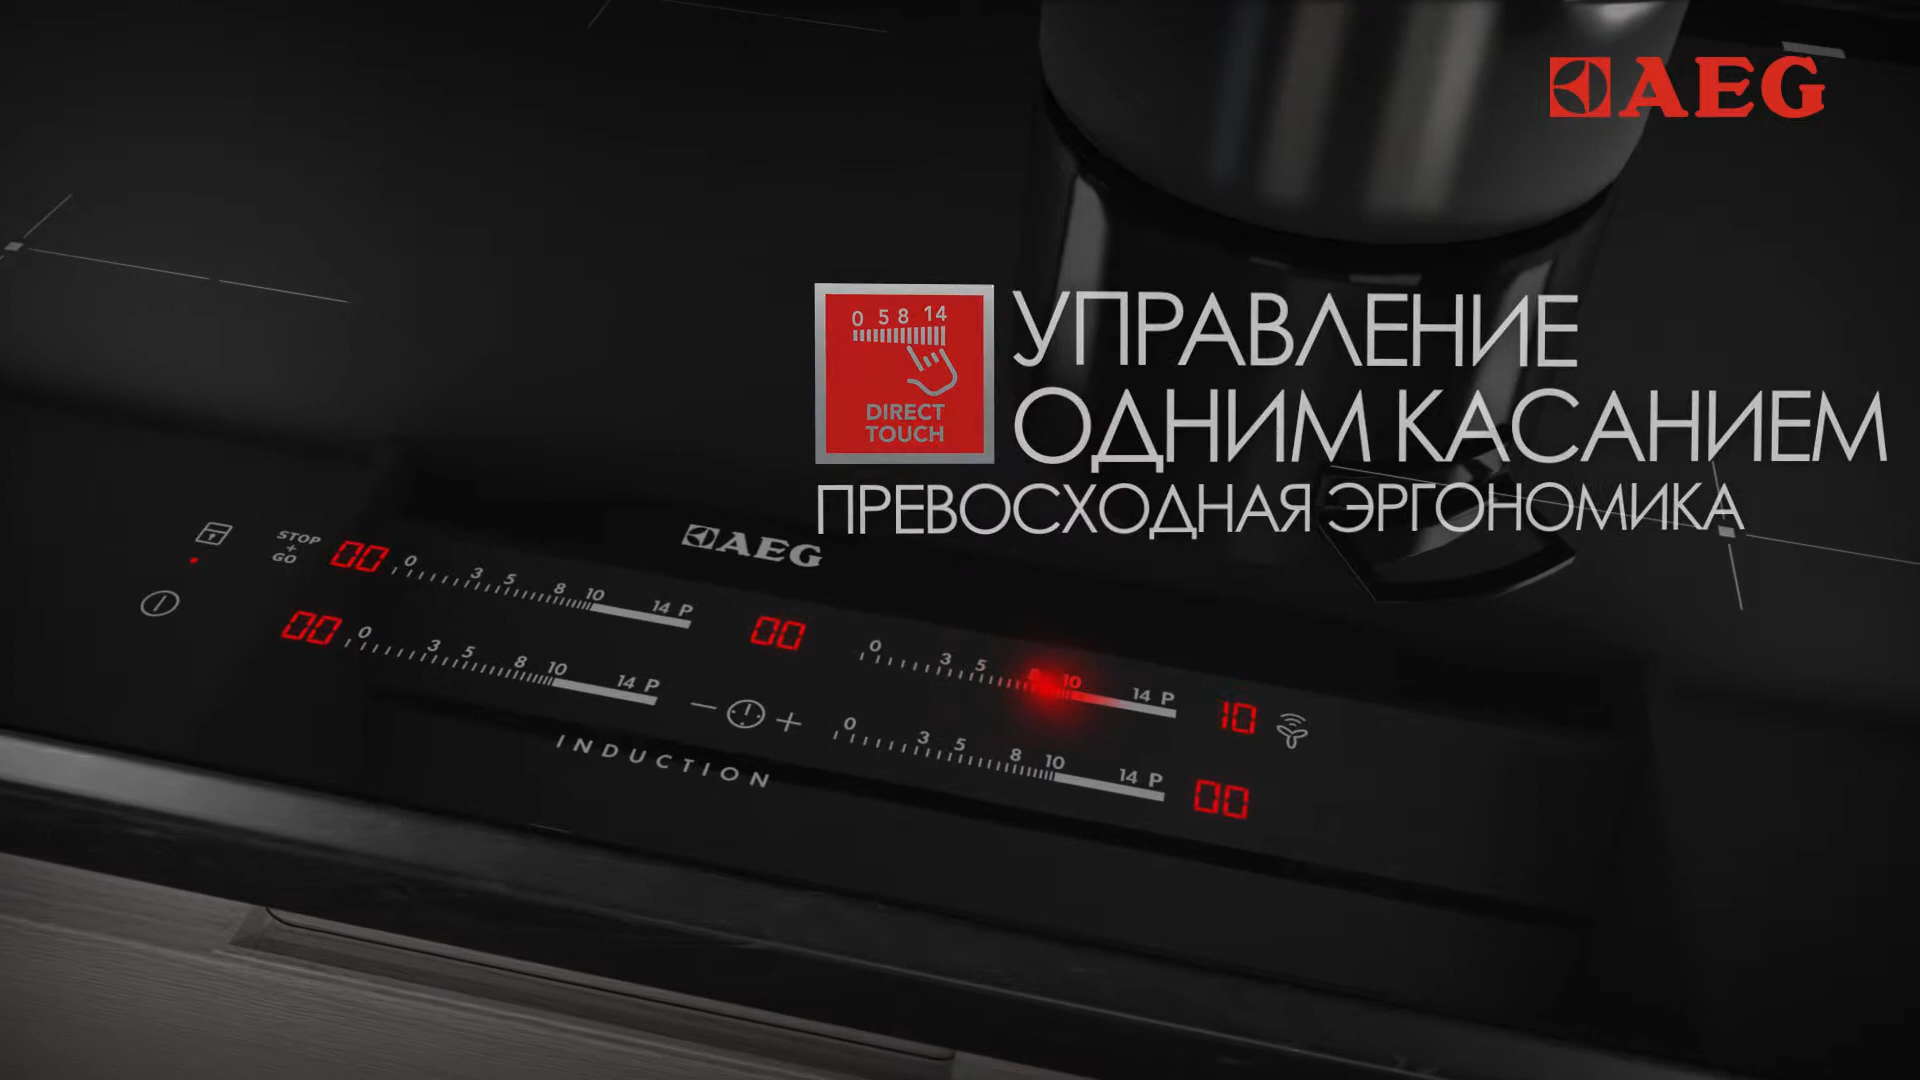 AEG
0 5 8 14
DIRECT
TOUCH
УПРАВЛЕНИЕ
ОДНИМ КАСАНИЕМ
ПРЕВОСХОДНАЯ ЭРГОНОМИКА
AEG
STOP
+
GO
00
0 3 5 8 10 14 P
00
0 3 5 8 10 14 P
00
0 3 5 8 10 14 P
10
− +
0 3 5 8 10 14 P
00
INDUCTION